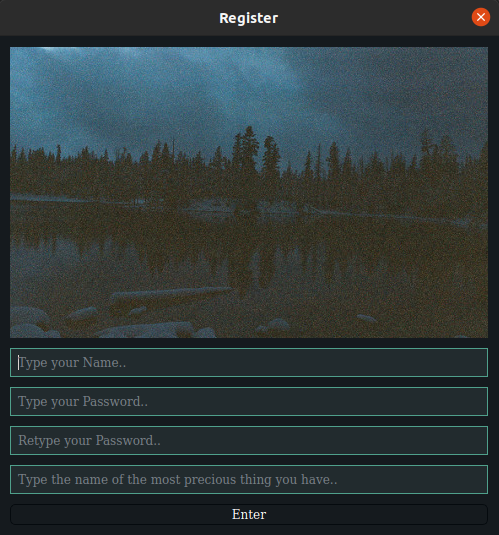 Register
Type your Name..
Type your Password..
Retype your Password..
Type the name of the most precious thing you have..
Enter